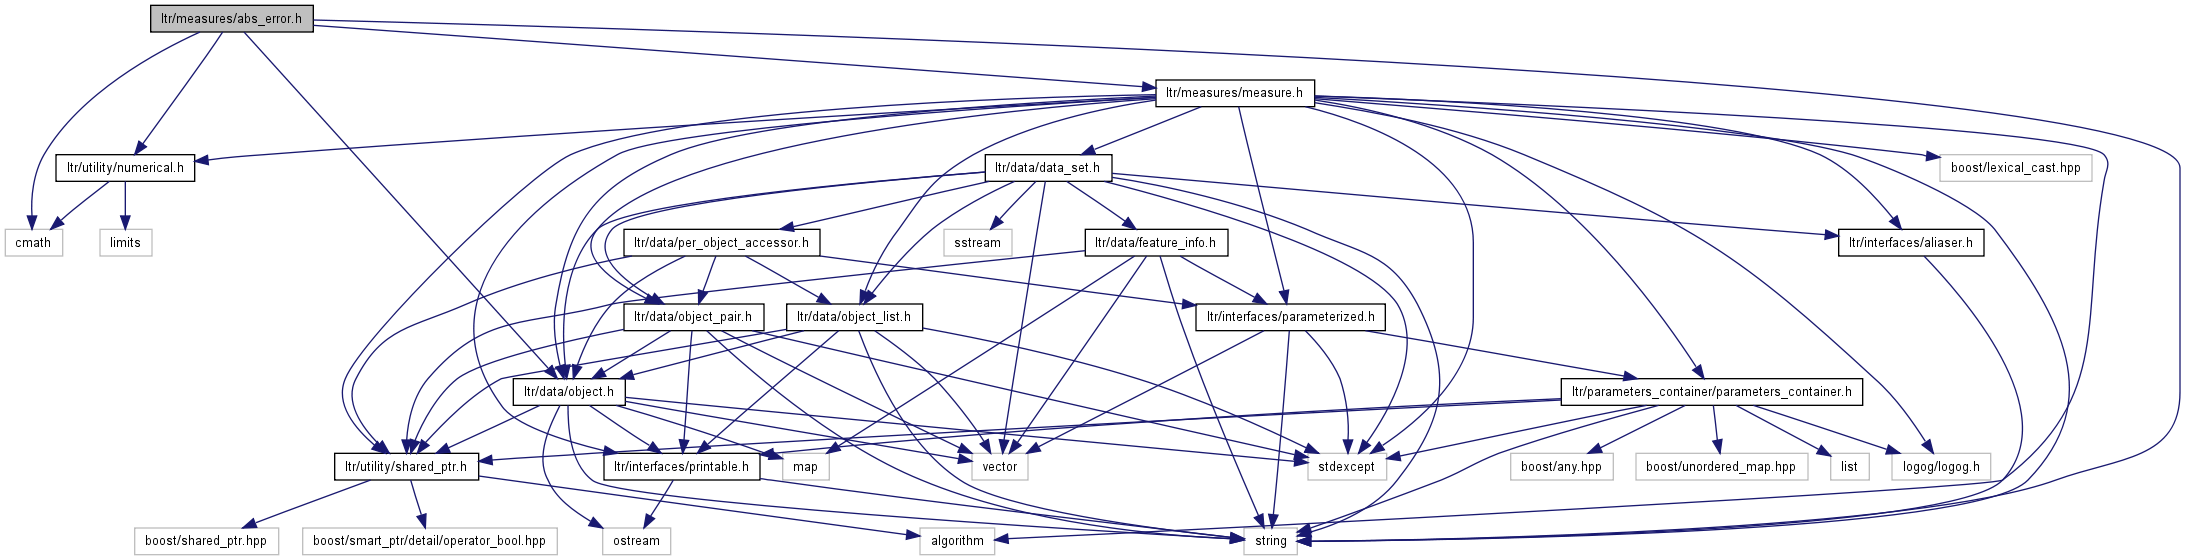 ltr/measures/abs_error.h
ltr/measures/measure.h
ltr/utility/numerical.h
ltr/data/data_set.h
boost/lexical_cast.hpp
cmath
limits
ltr/data/per_object_accessor.h
sstream
ltr/data/feature_info.h
ltr/interfaces/aliaser.h
ltr/data/object_pair.h
ltr/data/object_list.h
ltr/interfaces/parameterized.h
ltr/data/object.h
ltr/parameters_container/parameters_container.h
ltr/utility/shared_ptr.h
ltr/interfaces/printable.h
map
vector
stdexcept
boost/any.hpp
boost/unordered_map.hpp
list
logog/logog.h
boost/shared_ptr.hpp
boost/smart_ptr/detail/operator_bool.hpp
ostream
algorithm
string